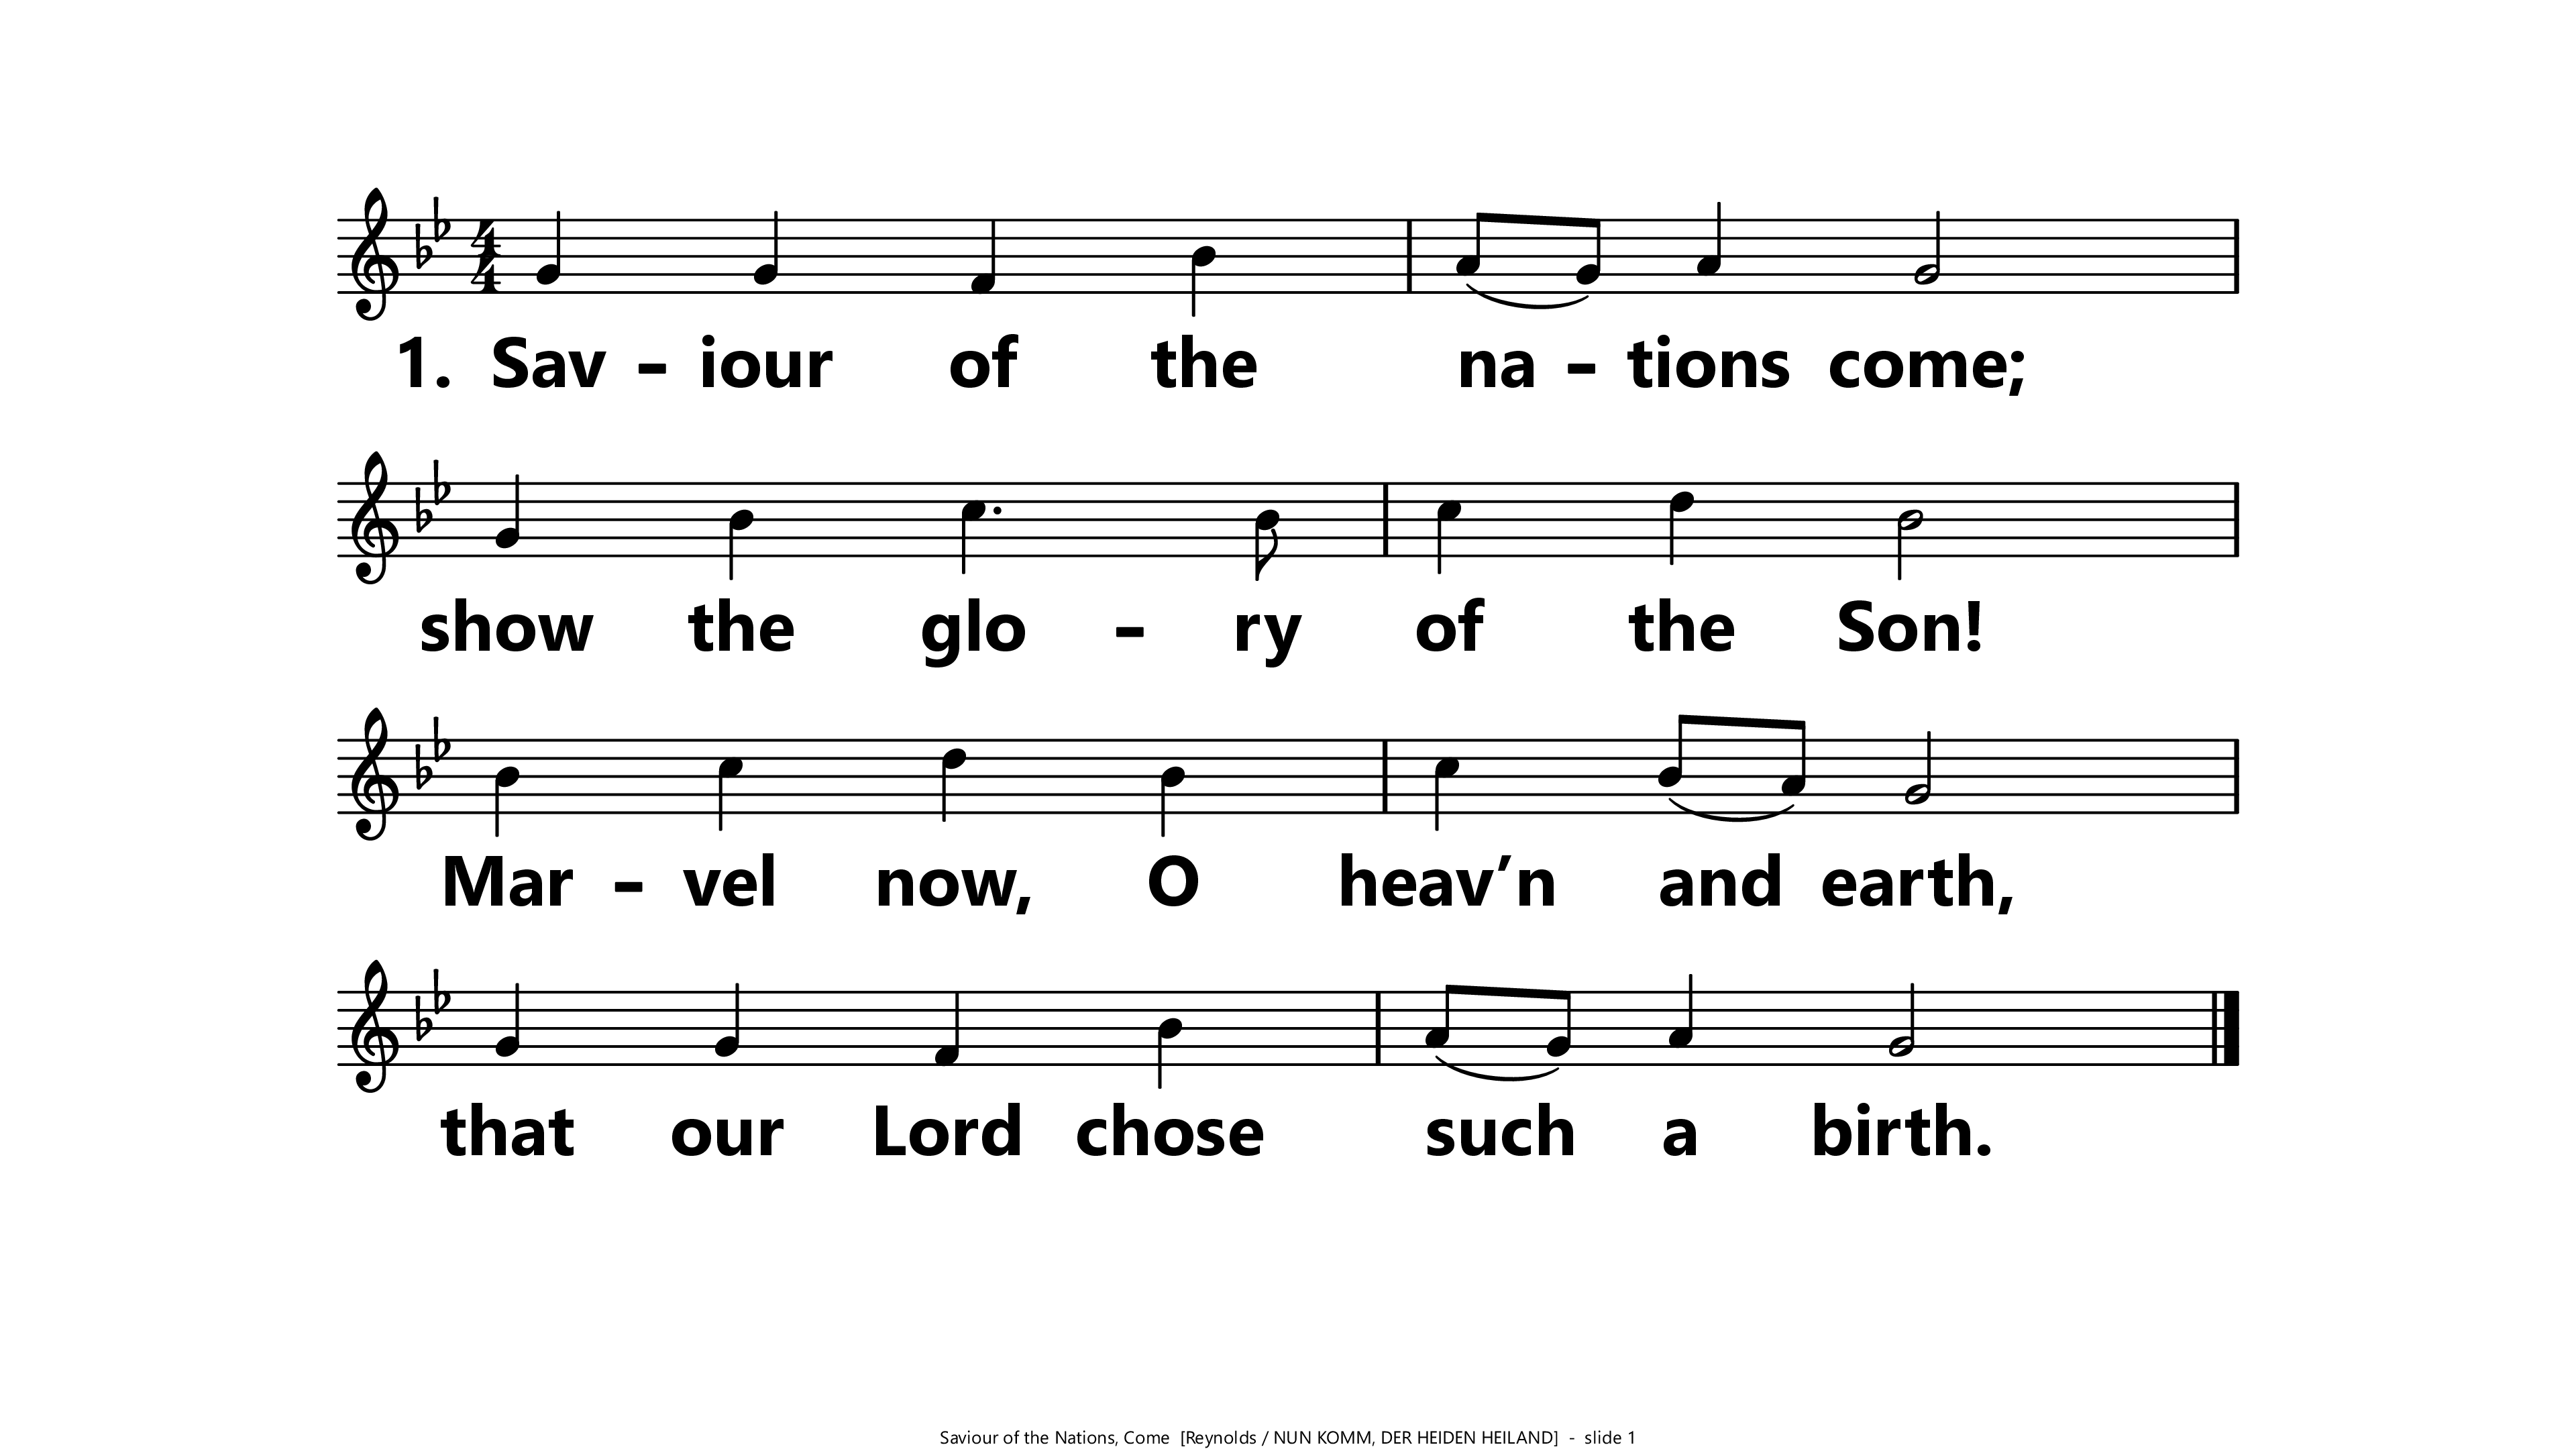 1. Sav - iour of the na - tions come;
show the glo - ry of the Son!
Mar - vel now, O heav’n and earth,
that our Lord chose such a birth.
Saviour of the Nations, Come [Reynolds / NUN KOMM, DER HEIDEN HEILAND] - slide 1